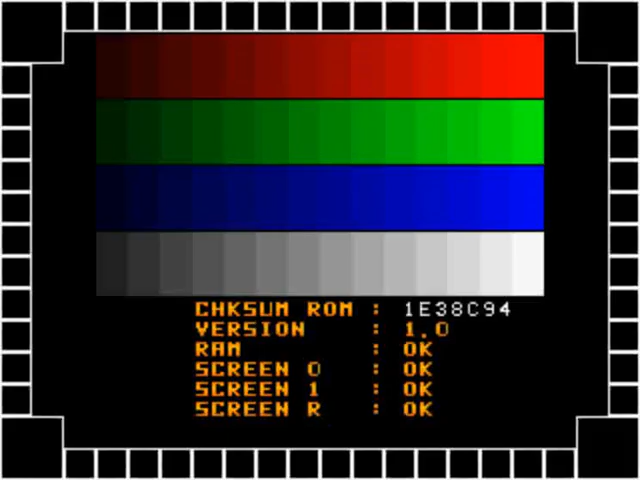 CHKSUM ROM : 1E38C94
VERSION : 1.0
RAM : OK
SCREEN 0 : OK
SCREEN 1 : OK
SCREEN R : OK